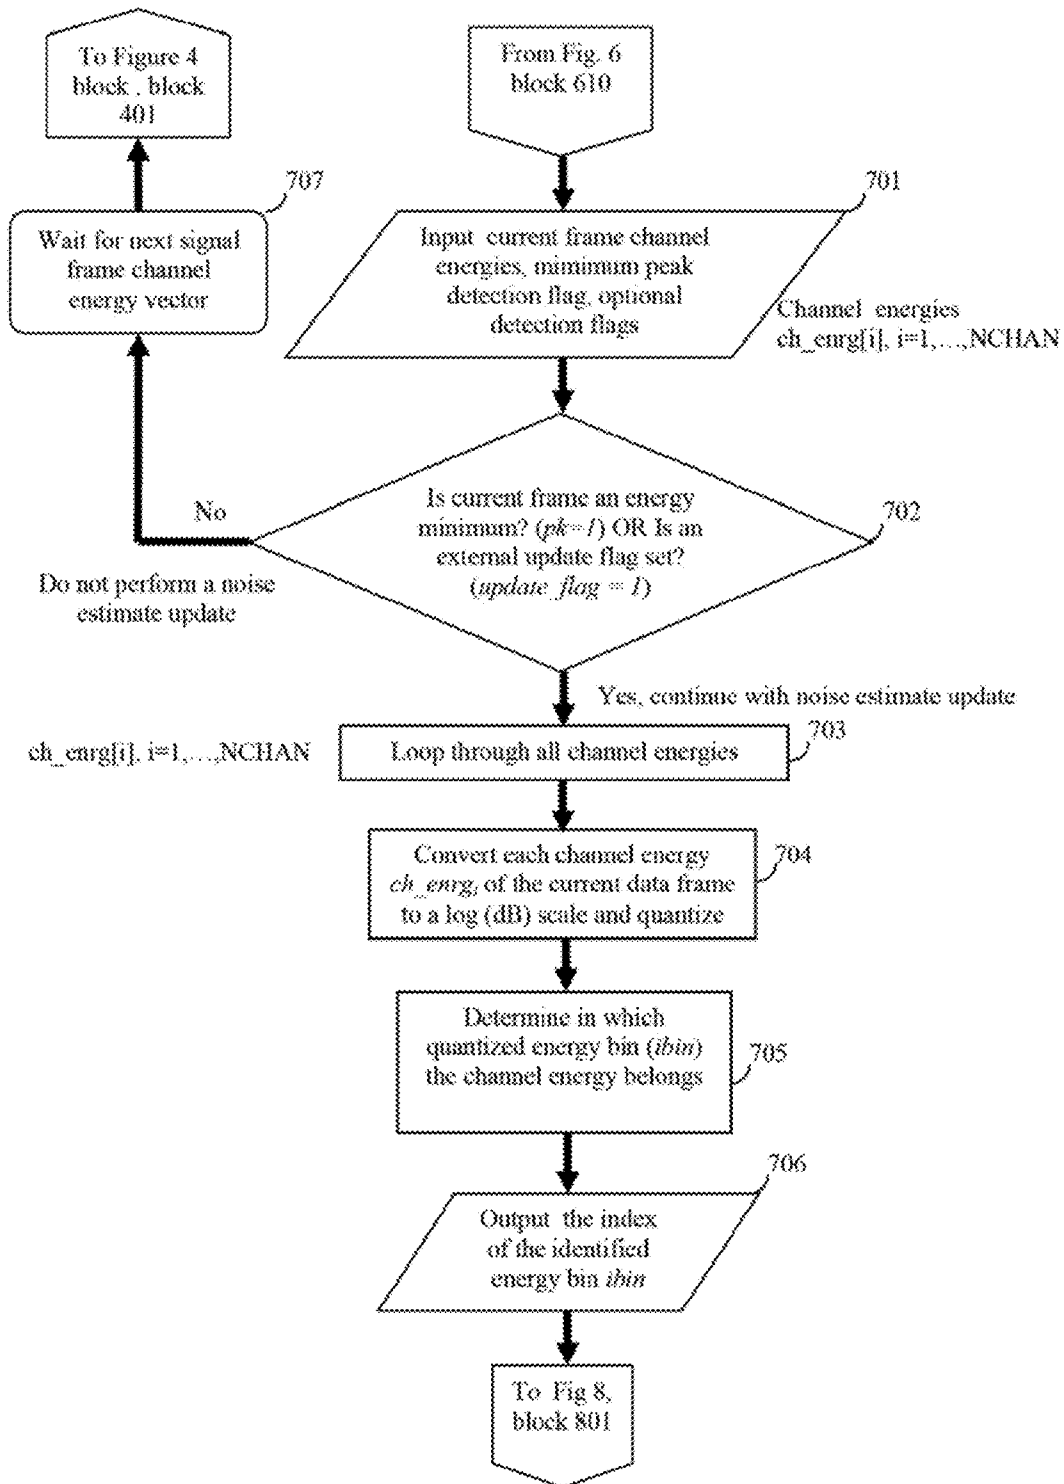 To Figure 4
block , block
401
From Fig. 6
block 610
707
701
Wait for next signal
frame channel
energy vector
Input current frame channel
energies, mimimum peak
detection flag, optional
detection flags
Channel energies
ch_enrg[i], i=1,…,NCHAN
No
Is current frame an energy
minimum? (pk=1) OR Is an
external update flag set?
(update_flag = 1)
702
Do not perform a noise
estimate update
Yes, continue with noise estimate update
703
ch_enrg[i], i=1,…,NCHAN
Loop through all channel energies
Convert each channel energy
ch_enrgi of the current data frame
to a log (dB) scale and quantize
704
Determine in which
quantized energy bin (ibin)
the channel energy belongs
705
706
Output the index
of the identified
energy bin ibin
To Fig 8,
block 801